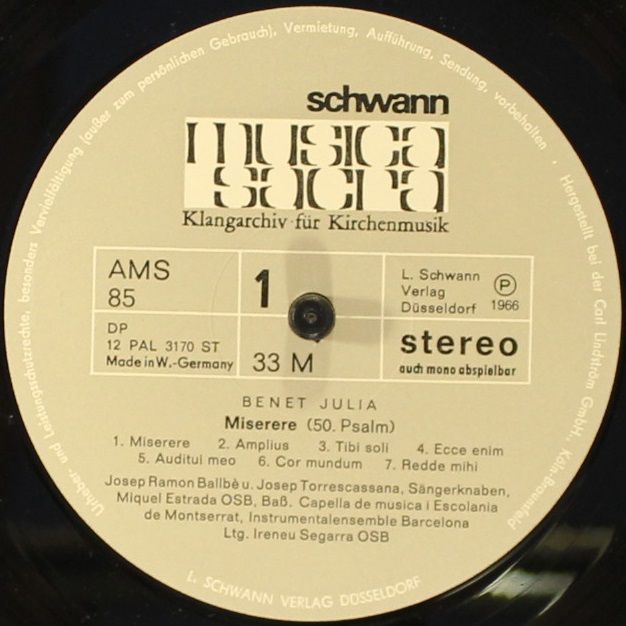 Urheber- und Leistungsschutzrechte, besonders Vervielfältigung (außer zum persönlichen Gebrauch), Vermietung, Aufführung, Sendung, vorbehalten · Hergestellt bei der Carl Lindström GmbH., Köln-Braunsfeld
schwann
musica
sacra
Klangarchiv für Kirchenmusik
AMS
85
1
L. Schwann
Verlag
Düsseldorf
Ⓟ
1966
DP
12 PAL 3170 ST
Made in W.-Germany
33 M
stereo
auch mono abspielbar
BENET JULIA
Miserere (50. Psalm)
1. Miserere 2. Amplius 3. Tibi soli 4. Ecce enim
5. Auditui meo 6. Cor mundum 7. Redde mihi
Josep Ramon Ballbè u. Josep Torrescassana, Sängerknaben,
Miquel Estrada OSB, Baß. Capella de musica i Escolania
de Montserrat, Instrumentalensemble Barcelona
Ltg. Ireneu Segarra OSB
L. SCHWANN VERLAG DÜSSELDORF